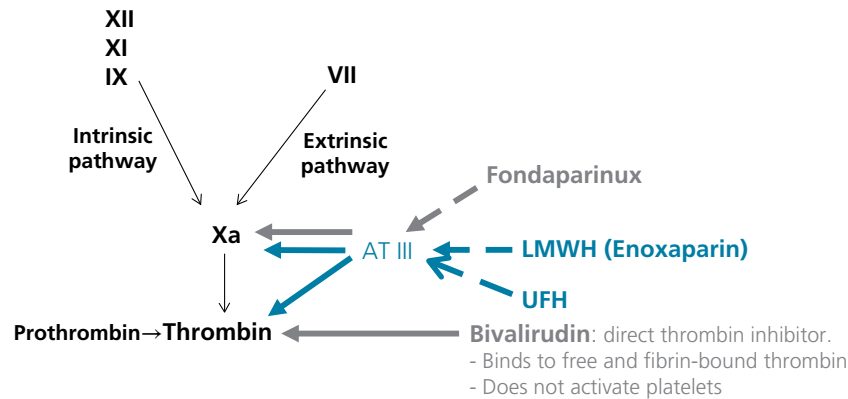 XII
XI
IX
VII
Intrinsic
pathway
Extrinsic
pathway
Fondaparinux
Xa
AT III
LMWH (Enoxaparin)
UFH
Prothrombin→Thrombin
Bivalirudin: direct thrombin inhibitor.
- Binds to free and fibrin-bound thrombin
- Does not activate platelets